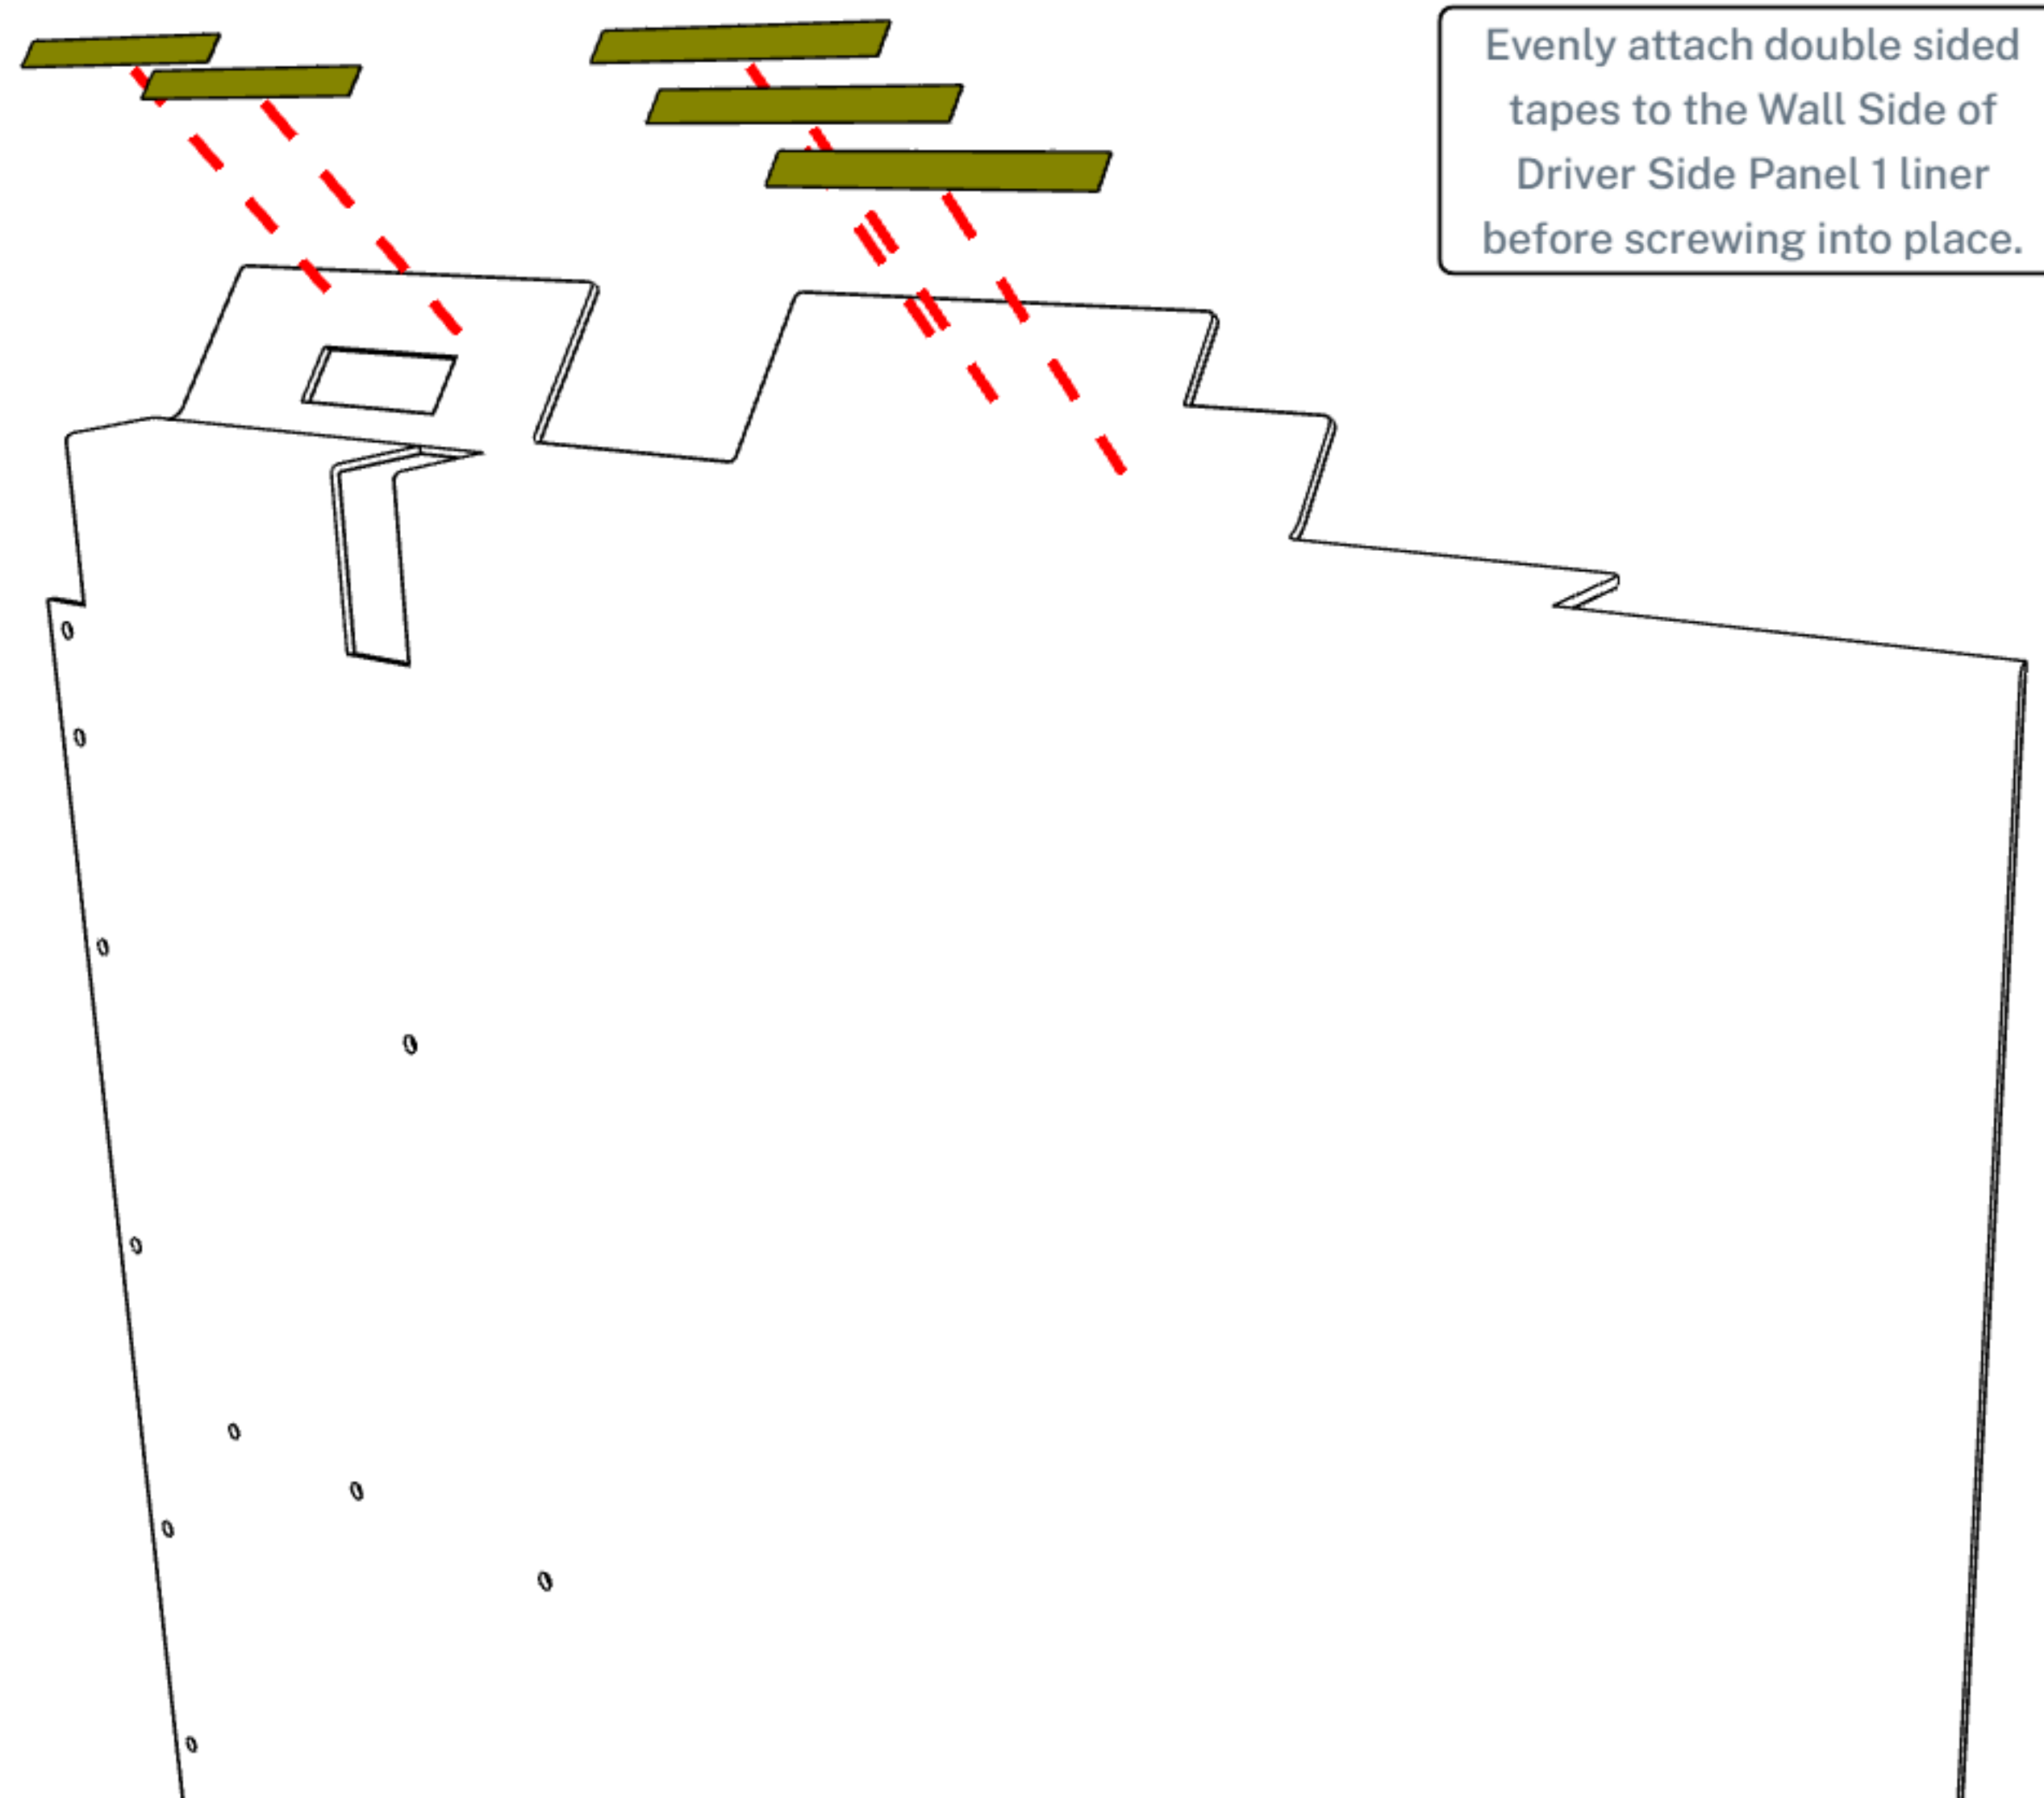 Evenly attach double sided
tapes to the Wall Side of
Driver Side Panel 1 liner
before screwing into place.